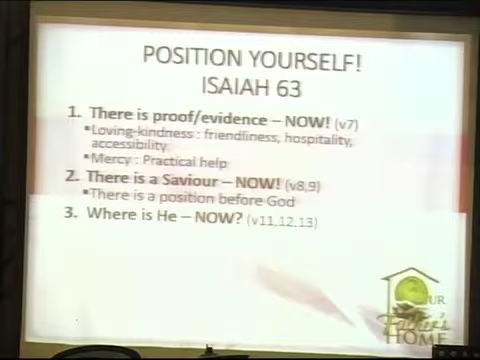 POSITION YOURSELF!
ISAIAH 63
1. There is proof/evidence – NOW! (v7)
▪Loving-kindness : friendliness, hospitality,
accessibility
▪Mercy : Practical help
2. There is a Saviour – NOW! (v8,9)
▪There is a position before God
3. Where is He – NOW? (v11,12,13)
OUR
Father's
HOME